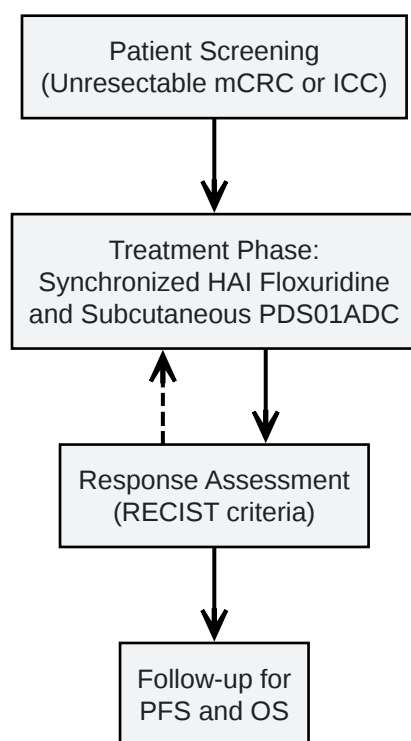 Patient Screening
(Unresectable mCRC or ICC)
Treatment Phase:
Synchronized HAI Floxuridine
and Subcutaneous PDS01ADC
Response Assessment
(RECIST criteria)
Follow-up for
PFS and OS